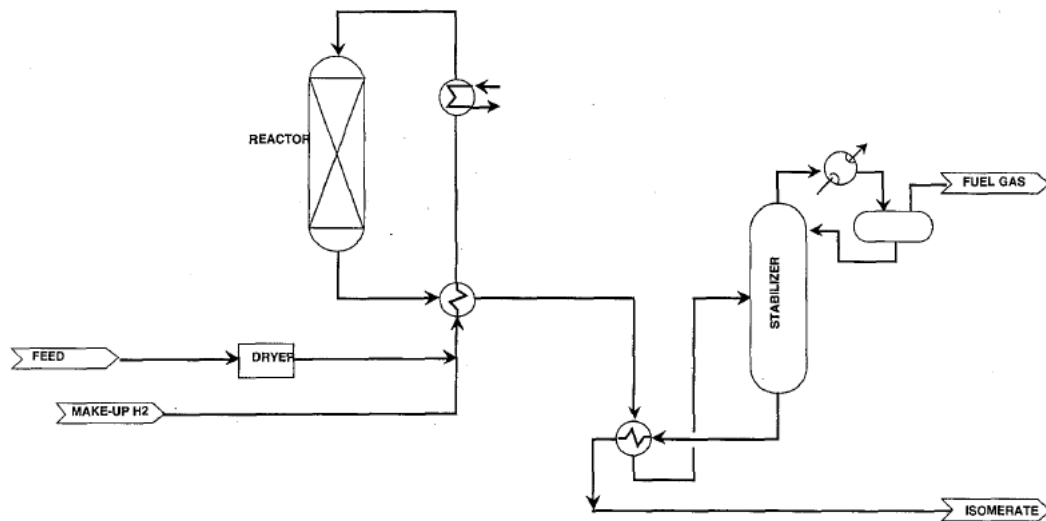 REACTOR
FUEL GAS
STABILIZER
FEED
DRYER
MAKE-UP H2
ISOMERATE